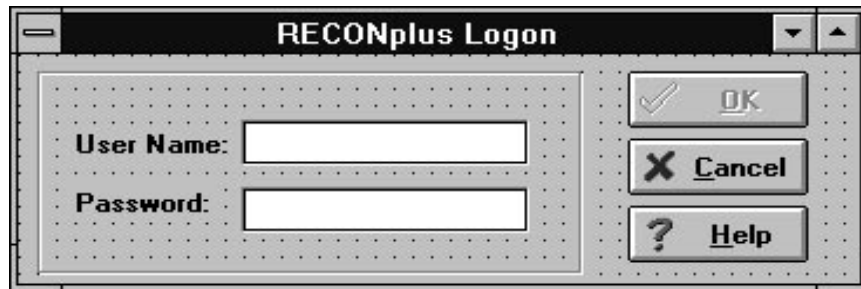 RECONplus Logon
User Name:
Password:
OK
Cancel
Help